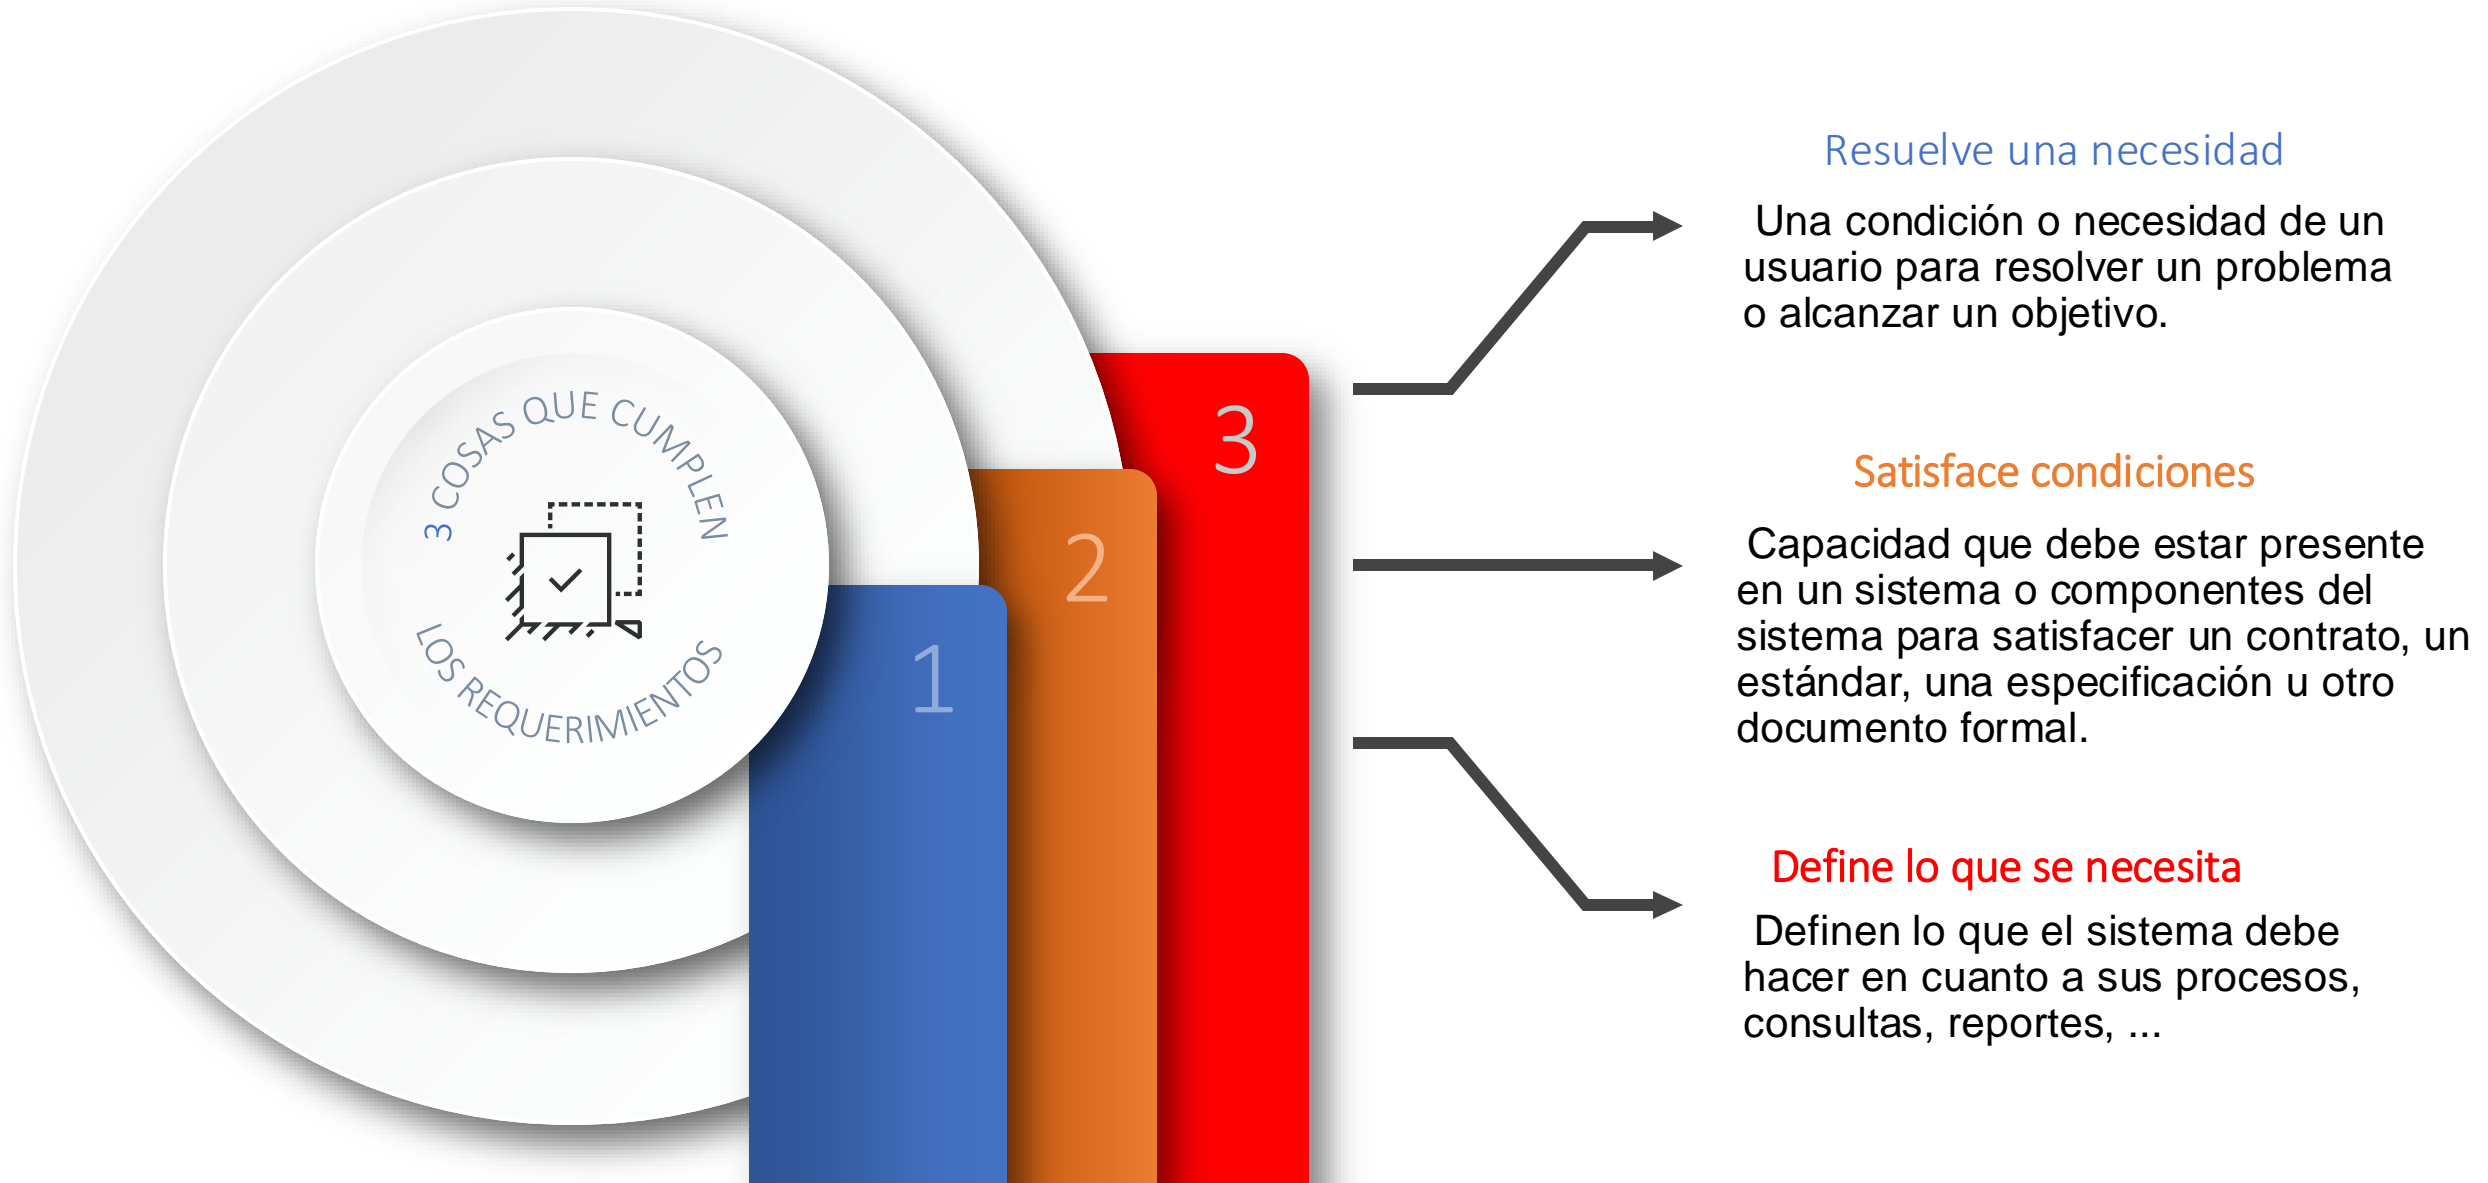 3 COSAS QUE CUMPLEN
LOS REQUERIMIENTOS
1
2
3
Resuelve una necesidad
Una condición o necesidad de un
usuario para resolver un problema
o alcanzar un objetivo.
Satisface condiciones
Capacidad que debe estar presente
en un sistema o componentes del
sistema para satisfacer un contrato, un
estándar, una especificación u otro
documento formal.
Define lo que se necesita
Definen lo que el sistema debe
hacer en cuanto a sus procesos,
consultas, reportes, ...